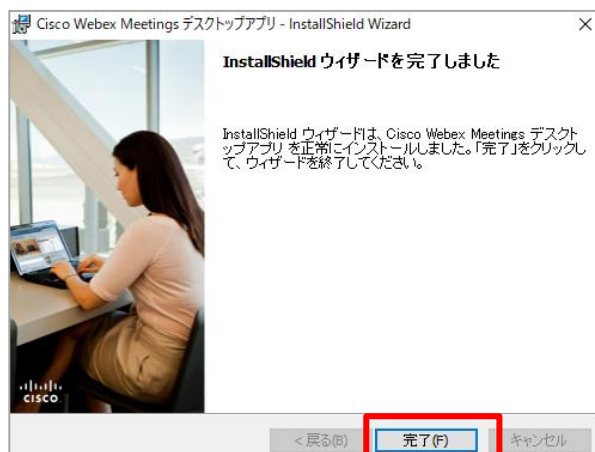 Cisco Webex Meetings デスクトップアプリ - InstallShield Wizard
InstallShield ウィザードを完了しました
InstallShield ウィザードは、Cisco Webex Meetings デスクト
ップアプリ を正常にインストールしました。「完了」をクリックし
て、ウィザードを終了してください。
CISCO
< 戻る(B)
完了(F)
キャンセル